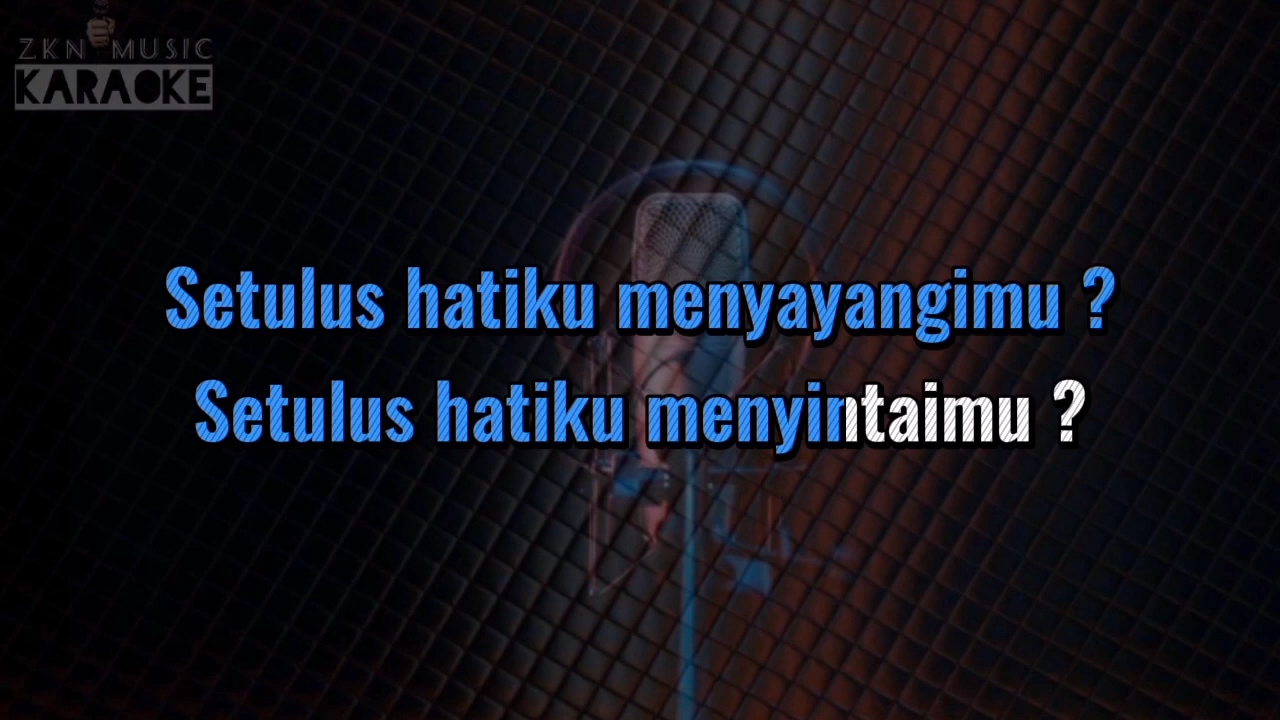 ZKN MUSIC
KARAOKE
Setulus hatiku menyayangimu ?
Setulus hatiku menyintaimu ?